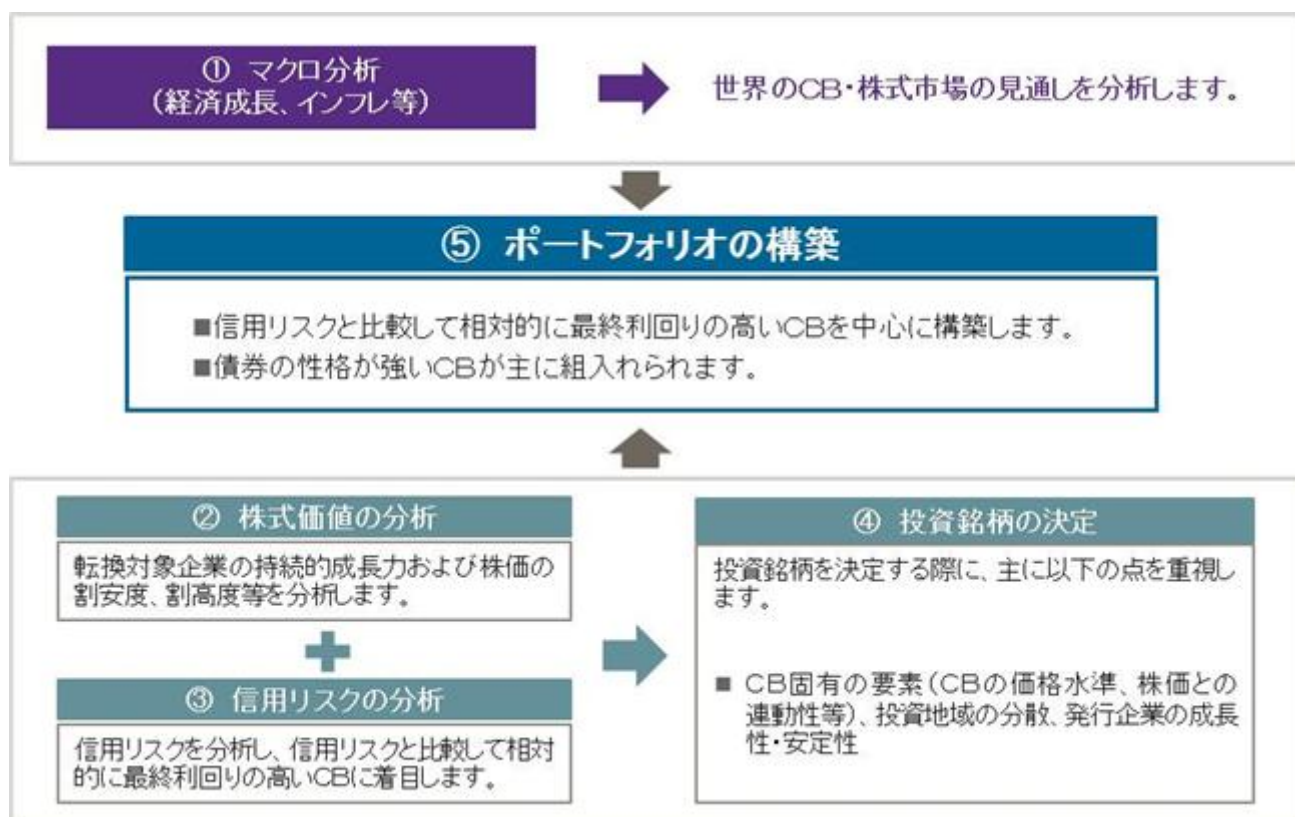 ① マクロ分析
（経済成長、インフレ等）
世界のCB・株式市場の見通しを分析します。
⑤ ポートフォリオの構築
■信用リスクと比較して相対的に最終利回りの高いCBを中心に構築します。
■債券の性格が強いCBが主に組入れられます。
② 株式価値の分析
転換対象企業の持続的成長力および株価の
割安度、割高度等を分析します。
③ 信用リスクの分析
信用リスクを分析し、信用リスクと比較して相対
的に最終利回りの高いCBに着目します。
④ 投資銘柄の決定
投資銘柄を決定する際に、主に以下の点を重視し
ます。
■ CB固有の要素（CBの価格水準、株価との
連動性等）、投資地域の分散、発行企業の成長
性・安定性